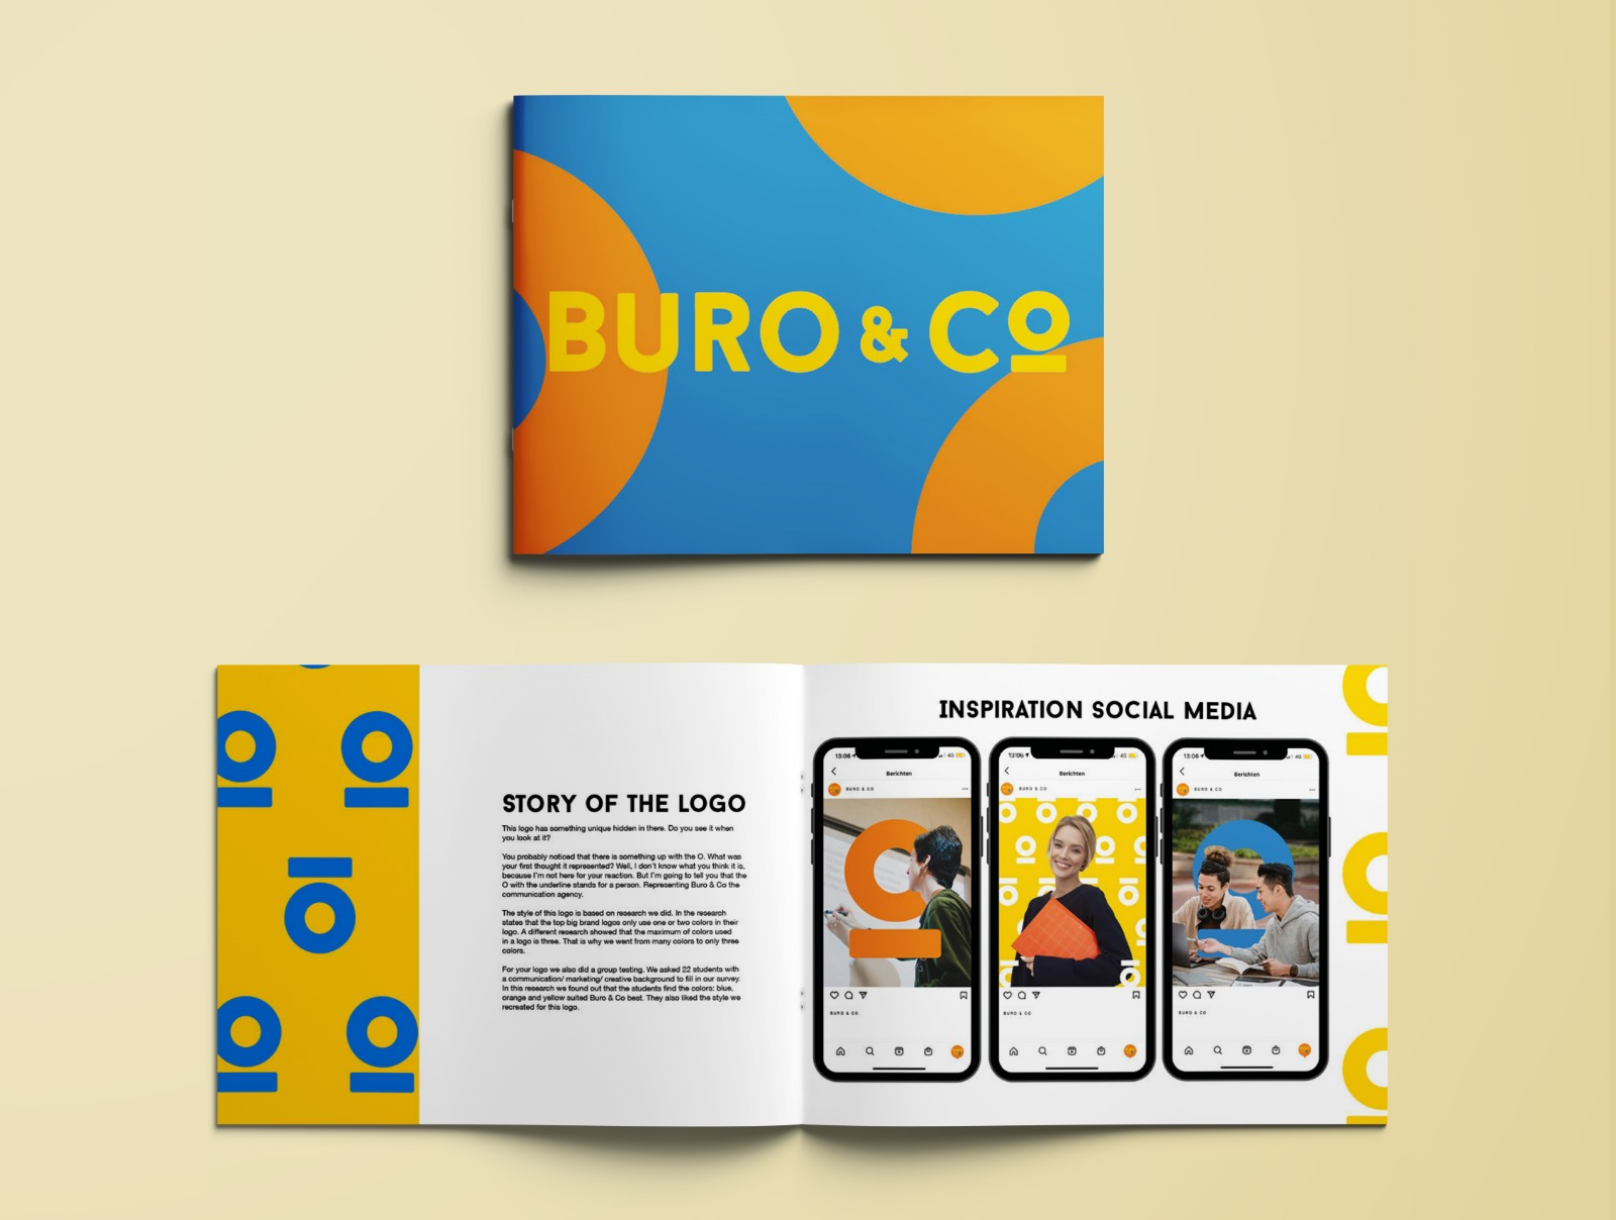 BURO & CO
STORY OF THE LOGO
This logo has something unique hidden in there. Do you see it when
you look at it?
You probably noticed that there is something up with the O. What was
your first thought it represented? Well, I don't know what you think it is,
because I'm not here for your reaction. But I'm going to tell you that the
O with the underline stands for a person. Representing Buro & Co the
communication agency.
The style of this logo is based on research we did. In the research
states that the top big brand logos only use one or two colors in their
logo. A different research showed that the maximum of colors used
in a logo is three. That is why we went from many colors to only three
colors.
For your logo we also did a group testing. We asked 22 students with
a communication/ marketing/ creative background to fill in our survey.
In this research we found out that the students find the colors: blue,
orange and yellow suited Buro & Co best. They also liked the style we
recreated for this logo.
INSPIRATION SOCIAL MEDIA
13:06
4G
Berichten
BURO & CO
BURO & CO
13:06
4G
Berichten
BURO & CO
BURO & CO
13:06
4G
Berichten
BURO & CO
BURO & CO